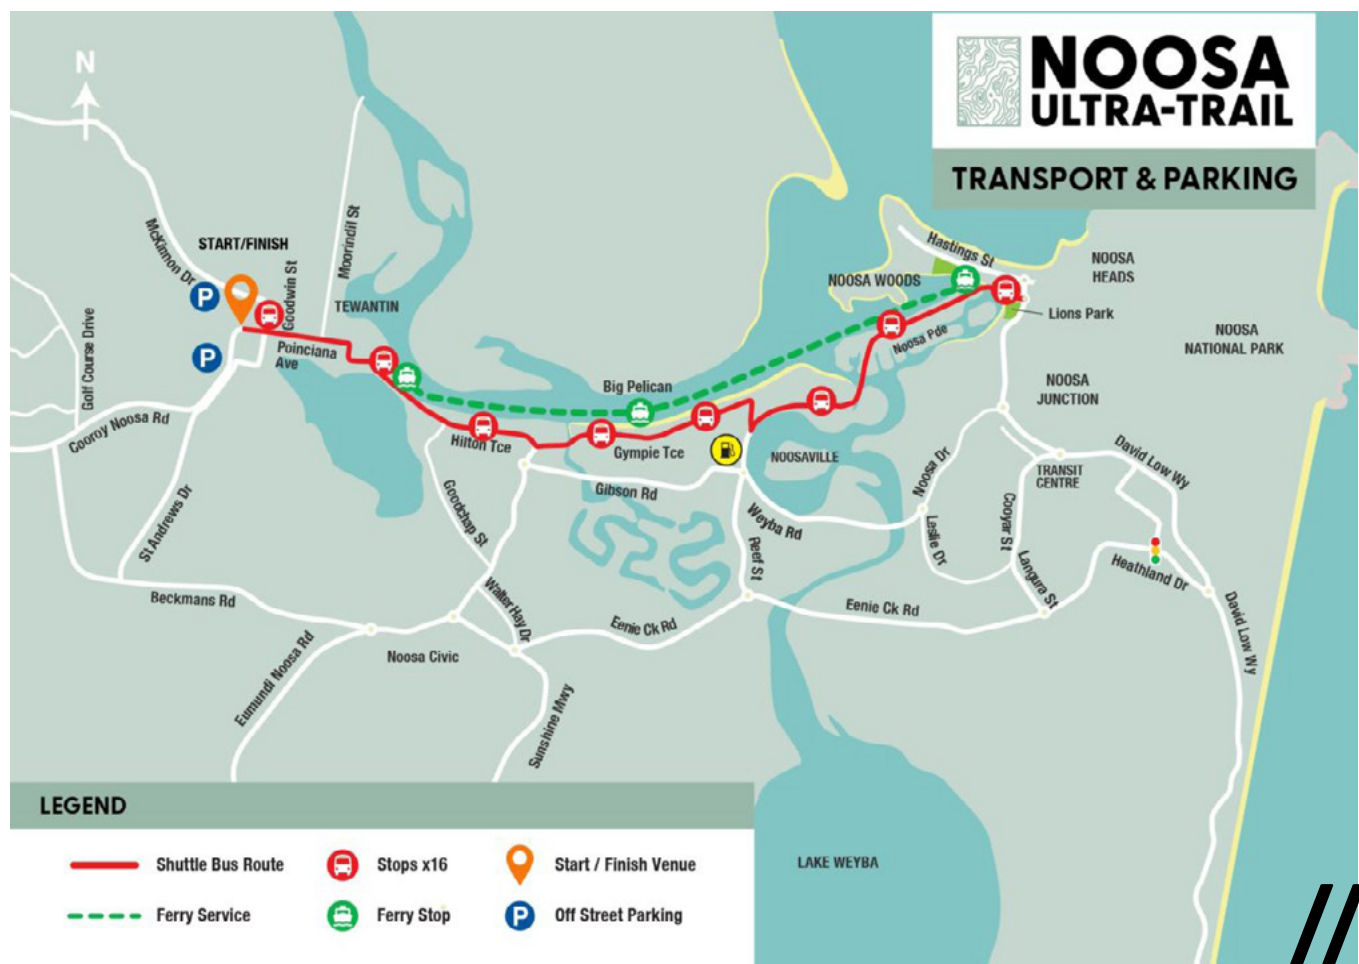 NOOSA
ULTRA-TRAIL
TRANSPORT & PARKING
N
McKinnon Dr
START/FINISH
Goodwin St
Moorindil St
TEWANTIN
P
P
Poinciana
Ave
Golf Course Drive
Cooroy Noosa Rd
St Andrews Dr
Beckmans Rd
Eumundi Noosa Rd
Noosa Civic
Hilton Tce
Goodchap St
Walter Hay Dr
Sunshine Mwy
Big Pelican
Gympie Tce
Gibson Rd
Eenie Ck Rd
Reef St
Weyba Rd
NOOSAVILLE
NOOSA WOODS
Hastings St
Noosa Pde
Lions Park
NOOSA
HEADS
NOOSA
NATIONAL PARK
NOOSA
JUNCTION
Noosa Dr
Leslie Dr
Cooyar St
Langura St
TRANSIT
CENTRE
David Low Wy
Heathland Dr
David Low Wy
Eenie Ck Rd
LAKE WEYBA
LEGEND
Shuttle Bus Route
Stops x16
Start / Finish Venue
Ferry Service
Ferry Stop
P
Off Street Parking